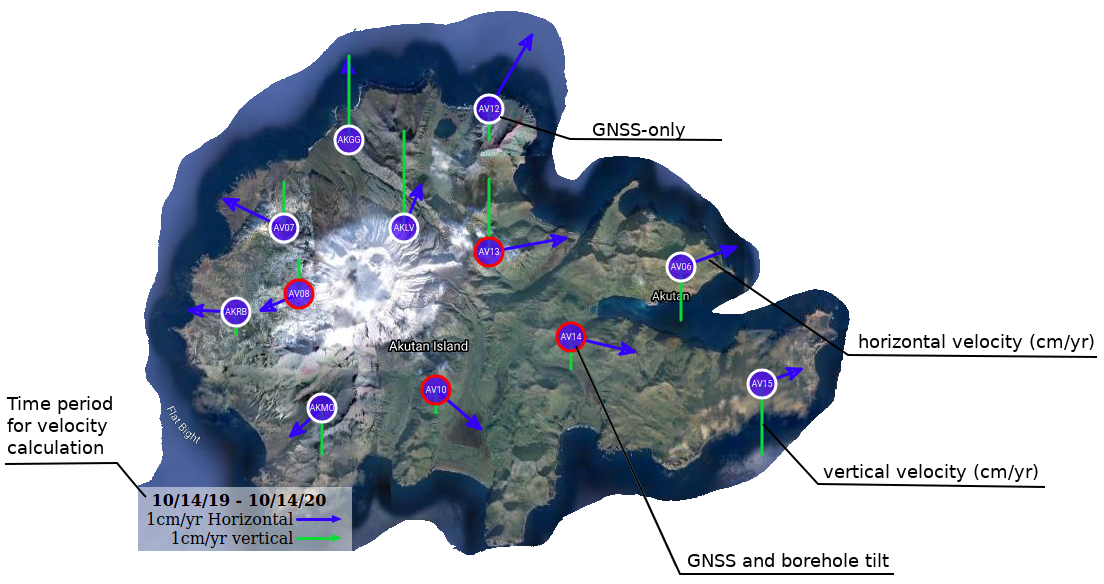 AV12
GNSS-only
AKGG
AV07
AKLV
AV13
AV06
Akutan
AV08
AKRB
horizontal velocity (cm/yr)
AV14
Akutan Island
AV15
AV10
Time period
for velocity
calculation
AKMO
Flat Bight
vertical velocity (cm/yr)
10/14/19 - 10/14/20
1cm/yr Horizontal
1cm/yr vertical
GNSS and borehole tilt